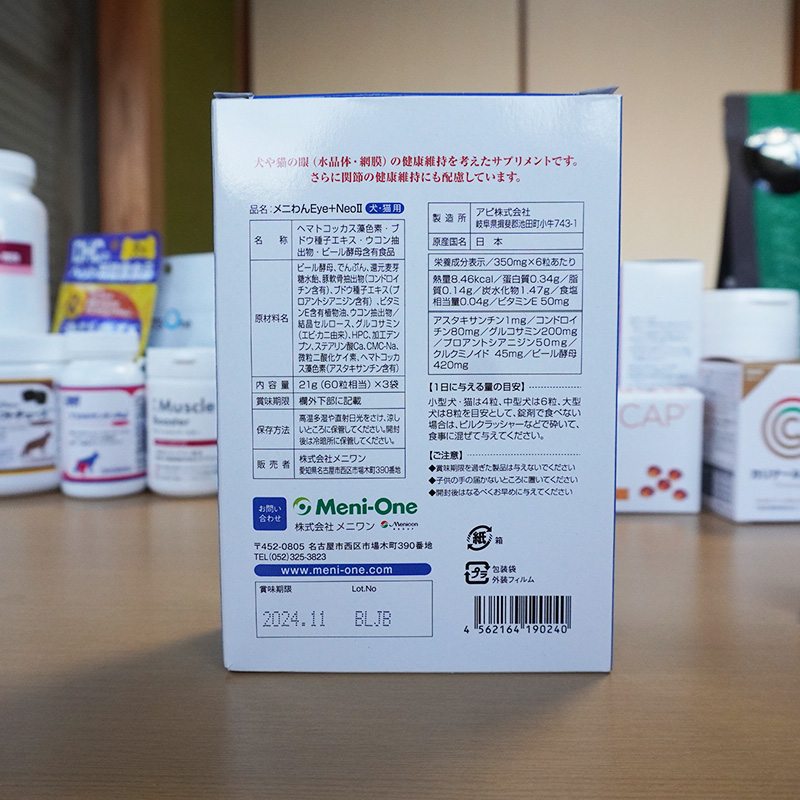 犬や猫の眼（水晶体・網膜）の健康維持を考えたサプリメントです。
さらに関節の健康維持にも配慮しています。
品名：メニわんEye+NeoⅡ 犬・猫用
名　称
ヘマトコッカス藻色素・ブ
ドウ種子エキス・ウコン抽
出物・ビール酵母含有食品
原材料名
ビール酵母、でんぷん、還元麦芽
糖水飴、豚軟骨抽出物（コンドロイ
チン含有）、ブドウ種子エキス（プ
ロアントシアニジン含有）、ビタミ
ンE含有植物油、ウコン抽出物／
結晶セルロース、グルコサミン
（エビ・カニ由来）、HPC、加工デン
プン、ステアリン酸Ca、CMC-Na、
微粒二酸化ケイ素、ヘマトコッカ
ス藻色素（アスタキサンチン含有）
内 容 量 21g（60粒相当）×3袋
賞味期限 欄外下部に記載
保存方法
高温多湿や直射日光をさけ、涼し
いところに保管してください。開封
後は冷暗所に保管してください。
販 売 者
株式会社メニワン
愛知県名古屋市西区市場木町390番地
お問い
合わせ
Meni-One
株式会社 メニワン Menicon
〒452-0805 名古屋市西区市場木町390番地
TEL(052)325-3823
www.meni-one.com
賞味期限 Lot.No
2024.11 BLJB
製 造 所
アピ株式会社
岐阜県揖斐郡池田町小牛743-1
原産国名 日 本
栄養成分表示／350mg×6粒あたり
熱量8.46kcal／蛋白質0.34g／脂
質0.14g／炭水化物1.47g／食塩
相当量0.04g／ビタミンE 50mg
アスタキサンチン1mg／コンドロイ
チン80mg／グルコサミン200mg
／プロアントシアニジン50mg／
クルクミノイド 45mg／ビール酵母
420mg
【1日に与える量の目安】
小型犬・猫は4粒、中型犬は6粒、大型
犬は8粒を目安として、錠剤で食べない
場合は、ピルクラッシャーなどで砕いて、
食事に混ぜて与えてください。
【ご注意】
◆賞味期限を過ぎた製品は与えないでください
◆子供の手の届かないところに置いてください
◆開封後はなるべくお早めに与えてください
紙 箱
プラ 包装袋
外装フィルム
4 562164 190240
Muscle
CAP